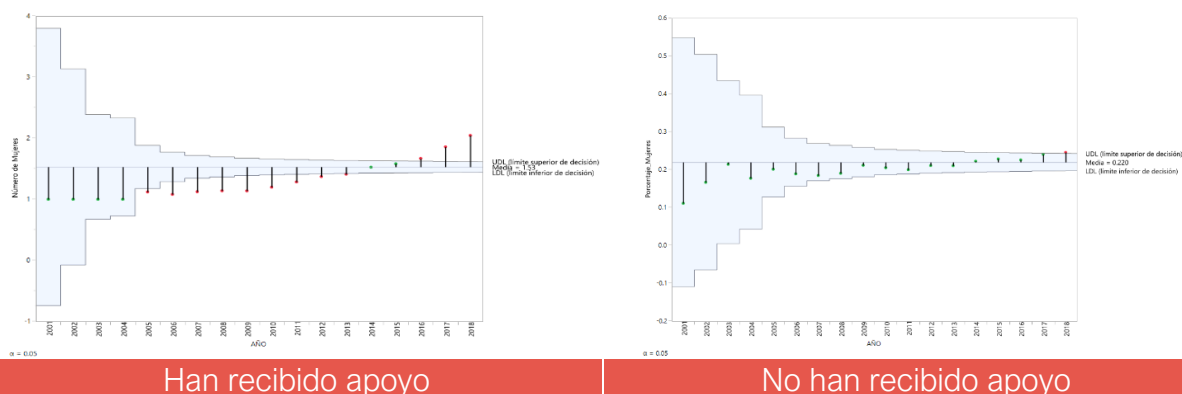 4
3
2
1
0
-1
Número de Mujeres
UDL (límite superior de decisión)
Media = 1.53
LDL (límite inferior de decisión)
2001 2002 2003 2004 2005 2006 2007 2008 2009 2010 2011 2012 2013 2014 2015 2016 2017 2018
AÑO
α = 0.05
Han recibido apoyo
0.6
0.5
0.4
0.3
0.2
0.1
0.0
-0.1
-0.2
Porcentaje_Mujeres
UDL (límite superior de decisión)
Media = 0.220
LDL (límite inferior de decisión)
2001 2002 2003 2004 2005 2006 2007 2008 2009 2010 2011 2012 2013 2014 2015 2016 2017 2018
AÑO
α = 0.05
No han recibido apoyo